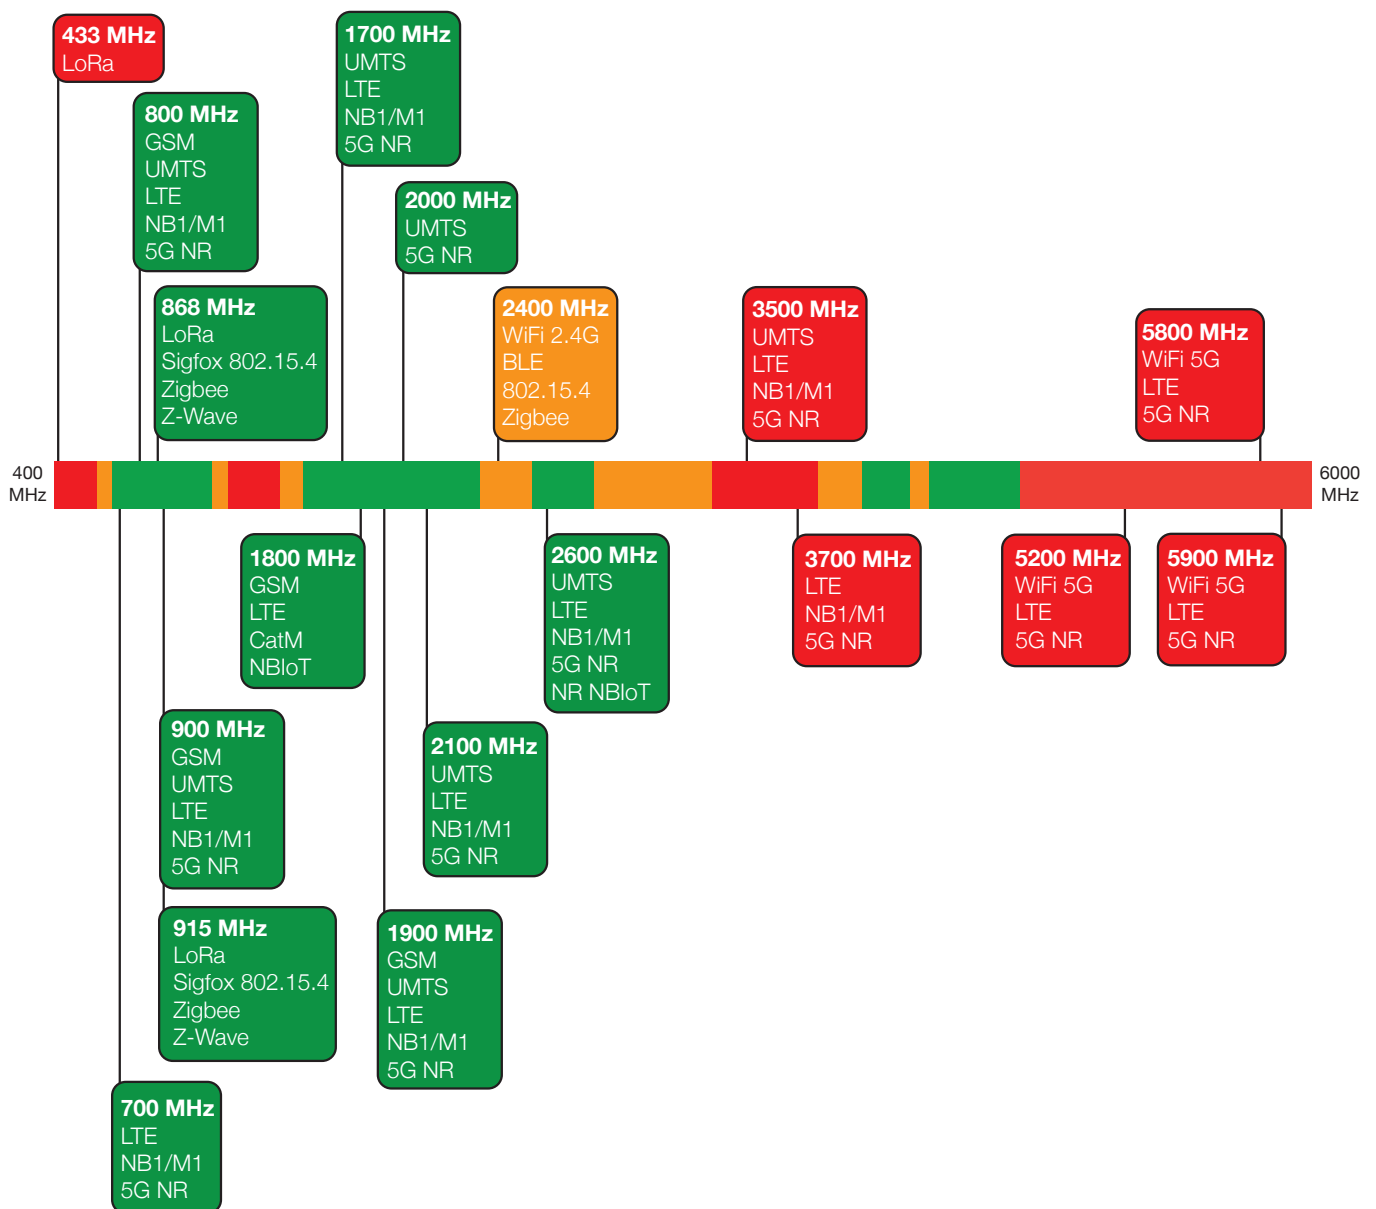 433 MHz
LoRa
800 MHz
GSM
UMTS
LTE
NB1/M1
5G NR
868 MHz
LoRa
Sigfox 802.15.4
Zigbee
Z-Wave
1700 MHz
UMTS
LTE
NB1/M1
5G NR
2000 MHz
UMTS
5G NR
2400 MHz
WiFi 2.4G
BLE
802.15.4
Zigbee
3500 MHz
UMTS
LTE
NB1/M1
5G NR
5800 MHz
WiFi 5G
LTE
5G NR
400
MHz
6000
MHz
1800 MHz
GSM
LTE
CatM
NBIoT
2600 MHz
UMTS
LTE
NB1/M1
5G NR
NR NBIoT
3700 MHz
LTE
NB1/M1
5G NR
5200 MHz
WiFi 5G
LTE
5G NR
5900 MHz
WiFi 5G
LTE
5G NR
900 MHz
GSM
UMTS
LTE
NB1/M1
5G NR
2100 MHz
UMTS
LTE
NB1/M1
5G NR
915 MHz
LoRa
Sigfox 802.15.4
Zigbee
Z-Wave
1900 MHz
GSM
UMTS
LTE
NB1/M1
5G NR
700 MHz
LTE
NB1/M1
5G NR